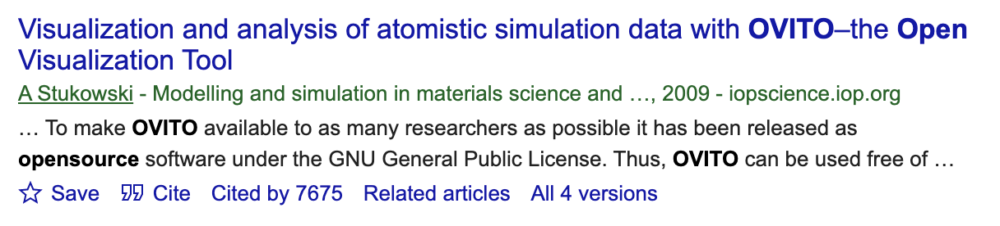 Visualization and analysis of atomistic simulation data with OVITO–the Open
Visualization Tool
A Stukowski - Modelling and simulation in materials science and …, 2009 - iopscience.iop.org
… To make OVITO available to as many researchers as possible it has been released as
opensource software under the GNU General Public License. Thus, OVITO can be used free of …
Save Cite Cited by 7675 Related articles All 4 versions